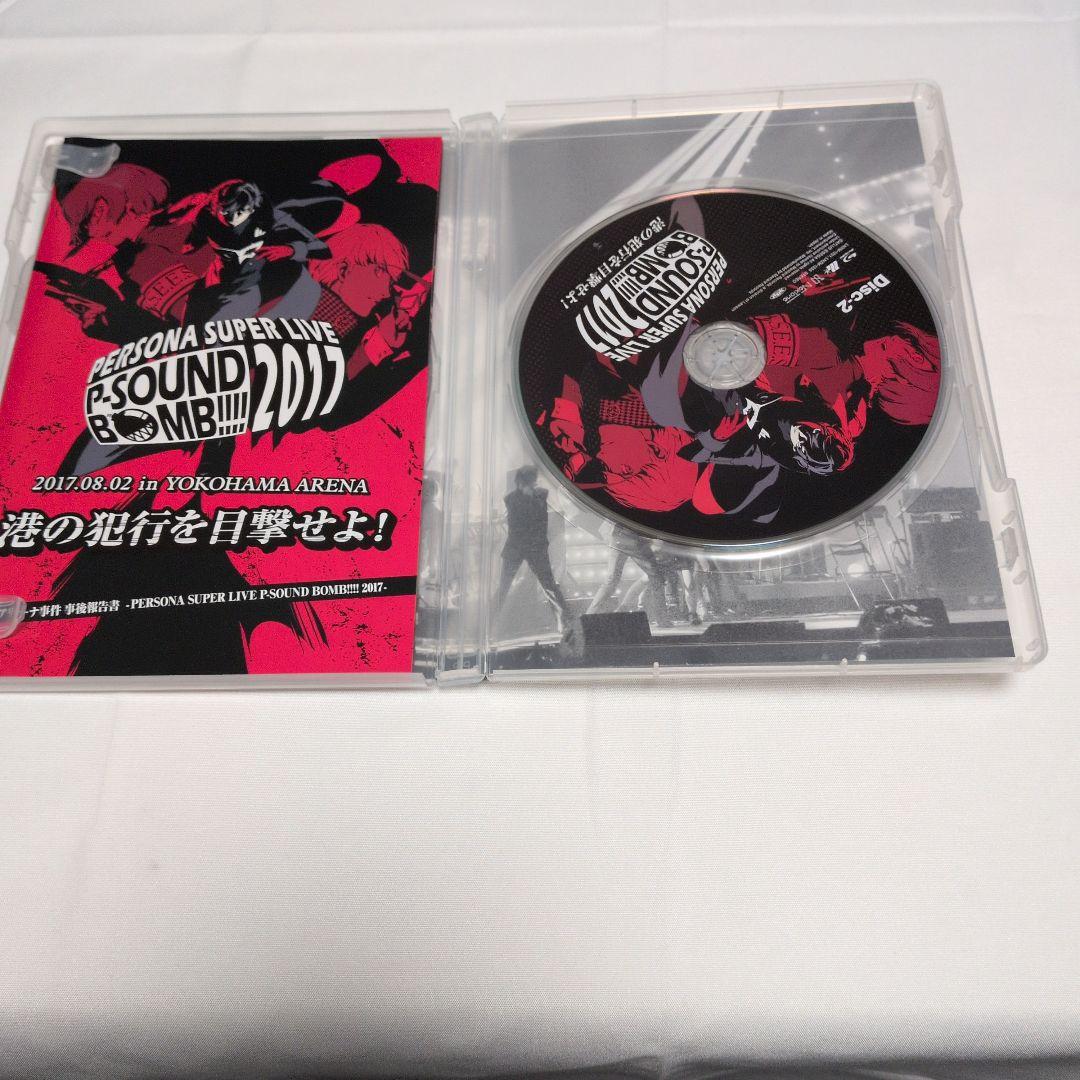 S.E.E.S
PERSONA SUPER LIVE
P-SOUND
BOMB!!!! 2017
2017.08.02 in YOKOHAMA ARENA
港の犯行を目撃せよ!
ナ事件 事後報告書 -PERSONA SUPER LIVE P-SOUND BOMB!!!! 2017-
Disc-2
PERSONA SUPER LIVE
P-SOUND
BOMB!!!! 2017
港の犯行を目撃せよ!
S.E.E.S